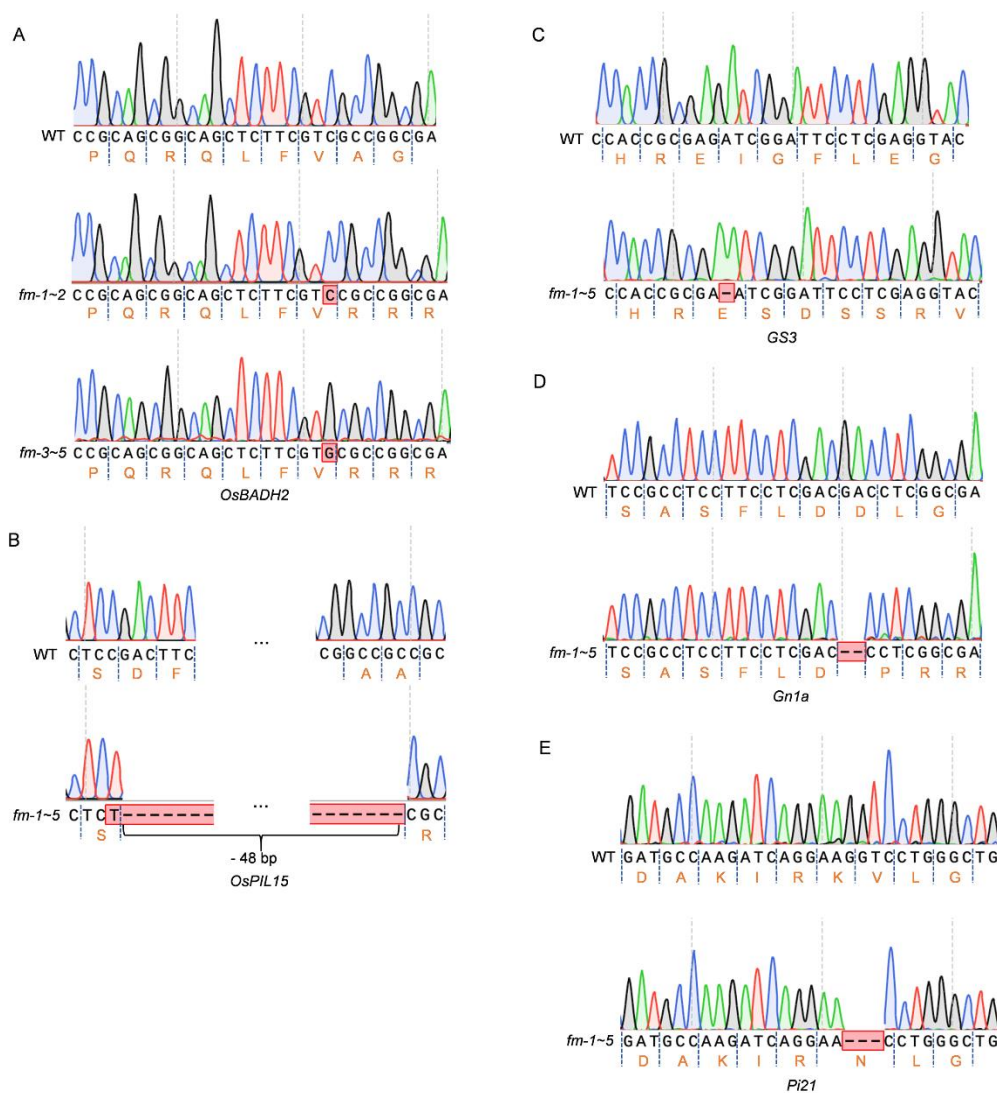 A
WT CCGCAGCGGCAGCTCTTCGTCGCCGGCGA
P Q R Q L F V A G
fm-1~2 CCGCAGCGGCAGCTCTTCGTCCGCCGGCGA
P Q R Q L F V R R R
fm-3~5 CCGCAGCGGCAGCTCTTCGTGCGCCGGCGA
P Q R Q L F V R R R
OsBADH2
B
...
WT CTCCGACTTC CGGCCGCCGC
S D F A A
...
fm-1~5 CTCT------- -------CGC
S R
- 48 bp
OsPIL15
C
WT CCACCGCGAGATCGGATTCCTCGAGGTAC
H R E I G F L E G
fm-1~5 CCACCGCGA-ATCGGATTCCTCGAGGTAC
H R E S D S S R V
GS3
D
WT TCCGCCTCCTTCCTCGACGACCTCGGCGA
S A S F L D D L G
fm-1~5 TCCGCCTCCTTCCTCGAC--CCTCGGCGA
S A S F L D P R R
Gn1a
E
WT GATGCCAAGATCAGGAAGGTCCTGGGCTG
D A K I R K V L G
fm-1~5 GATGCCAAGATCAGGAA---CCTGGGCTG
D A K I R N L G
Pi21